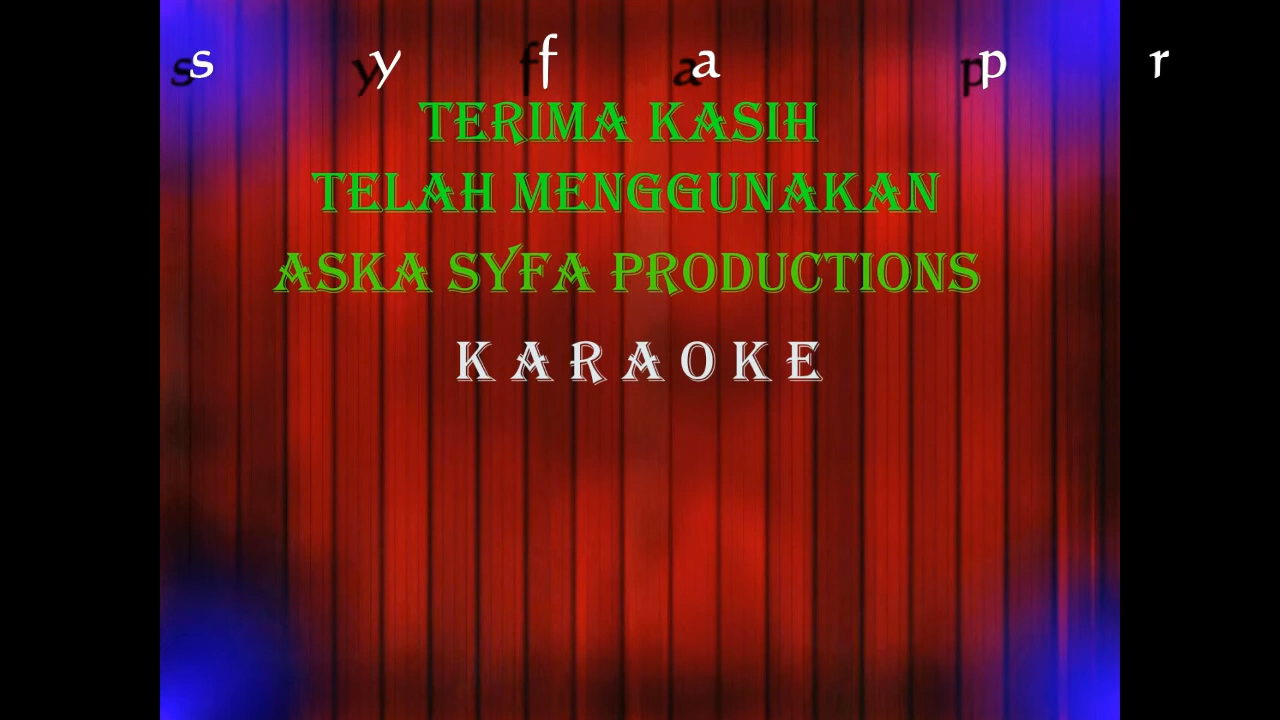 s y f a p r
TERIMA KASIH
TELAH MENGGUNAKAN
ASKA SYFA PRODUCTIONS
K A R A O K E